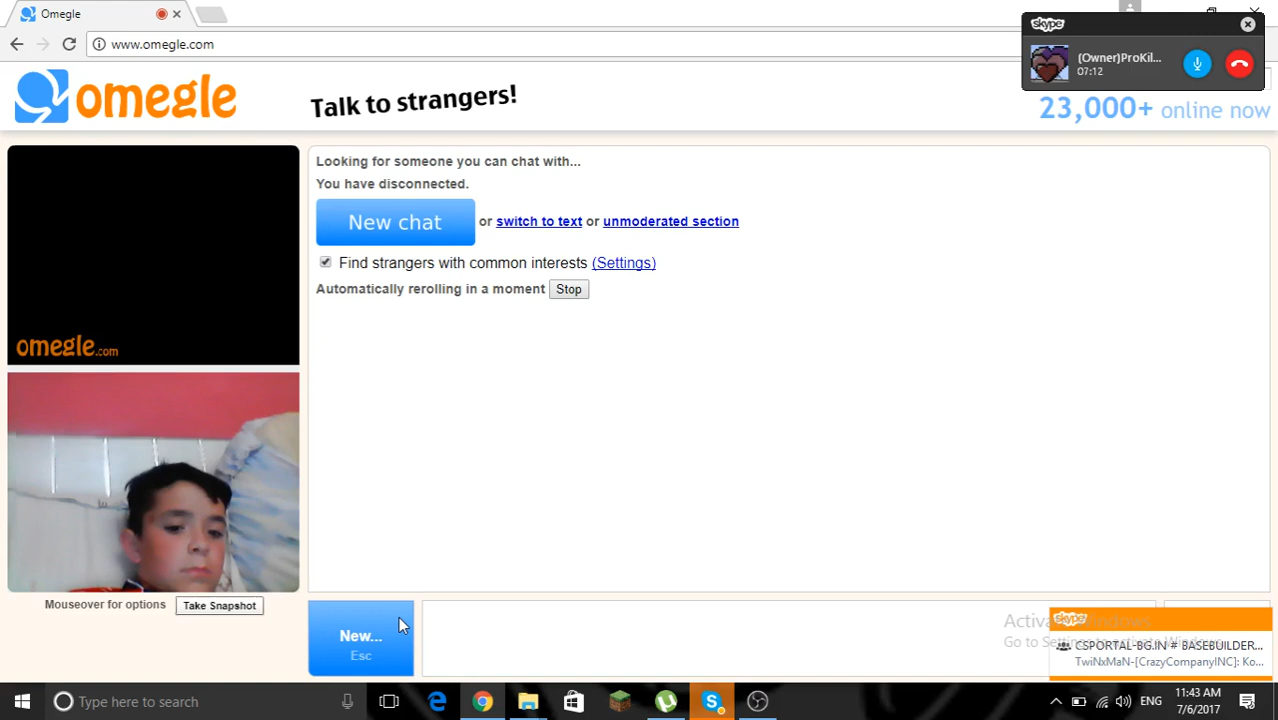 Omegle
www.omegle.com
skype
(Owner)ProKil...
07:12
omegle
Talk to strangers!
23,000+ online now
Looking for someone you can chat with...
You have disconnected.
New chat or switch to text or unmoderated section
Find strangers with common interests (Settings)
Automatically rerolling in a moment Stop
omegle.com
Mouseover for options Take Snapshot
New...
Esc
skype
CSPORTAL-BG.IN # BASEBUILDER...
TwiNxMaN-[CrazyCompanyINC]: Ko...
Type here to search
ENG
11:43 AM
7/6/2017